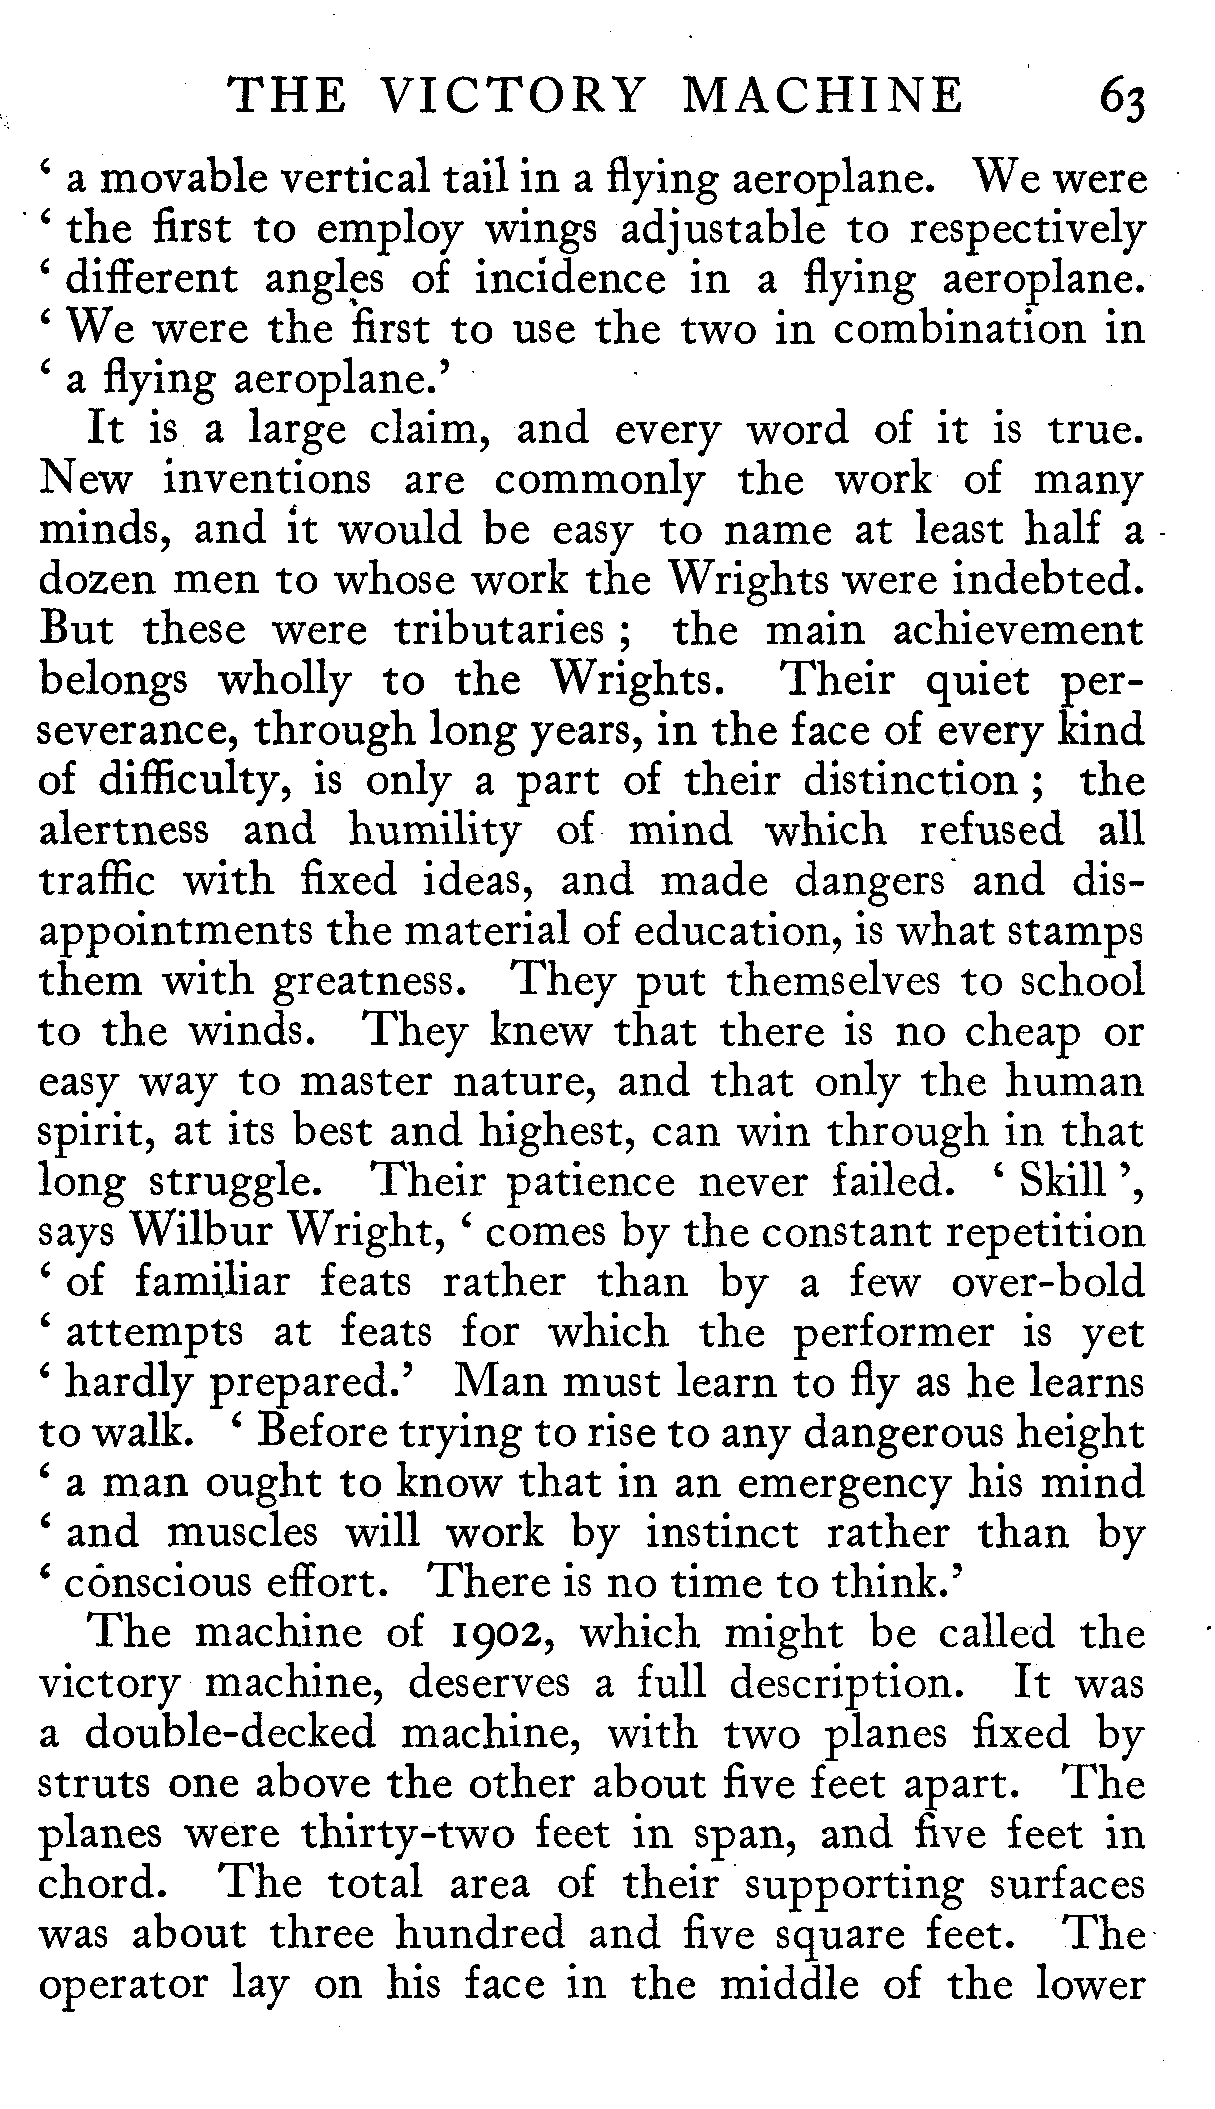 THE VICTORY MACHINE 63
‘ a movable vertical tail in a flying aeroplane. We were
‘ the first to employ wings adjustable to respectively
‘ different angles of incidence in a flying aeroplane.
‘ We were the first to use the two in combination in
‘ a flying aeroplane.’
It is a large claim, and every word of it is true.
New inventions are commonly the work of many
minds, and it would be easy to name at least half a
dozen men to whose work the Wrights were indebted.
But these were tributaries ; the main achievement
belongs wholly to the Wrights. Their quiet per-
severance, through long years, in the face of every kind
of difficulty, is only a part of their distinction ; the
alertness and humility of mind which refused all
traffic with fixed ideas, and made dangers and dis-
appointments the material of education, is what stamps
them with greatness. They put themselves to school
to the winds. They knew that there is no cheap or
easy way to master nature, and that only the human
spirit, at its best and highest, can win through in that
long struggle. Their patience never failed. ‘ Skill ’,
says Wilbur Wright, ‘ comes by the constant repetition
‘ of familiar feats rather than by a few over-bold
‘ attempts at feats for which the performer is yet
‘ hardly prepared.’ Man must learn to fly as he learns
to walk. ‘ Before trying to rise to any dangerous height
‘ a man ought to know that in an emergency his mind
‘ and muscles will work by instinct rather than by
‘ conscious effort. There is no time to think.’
The machine of 1902, which might be called the
victory machine, deserves a full description. It was
a double-decked machine, with two planes fixed by
struts one above the other about five feet apart. The
planes were thirty-two feet in span, and five feet in
chord. The total area of their supporting surfaces
was about three hundred and five square feet. The
operator lay on his face in the middle of the lower